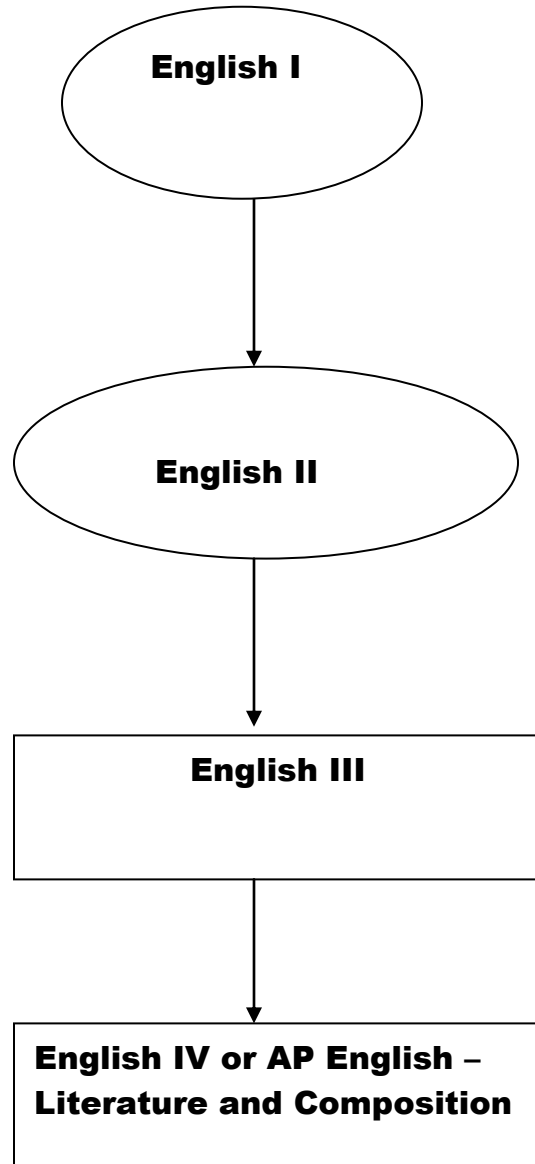 English I
English II
English III
English IV or AP English –
Literature and Composition